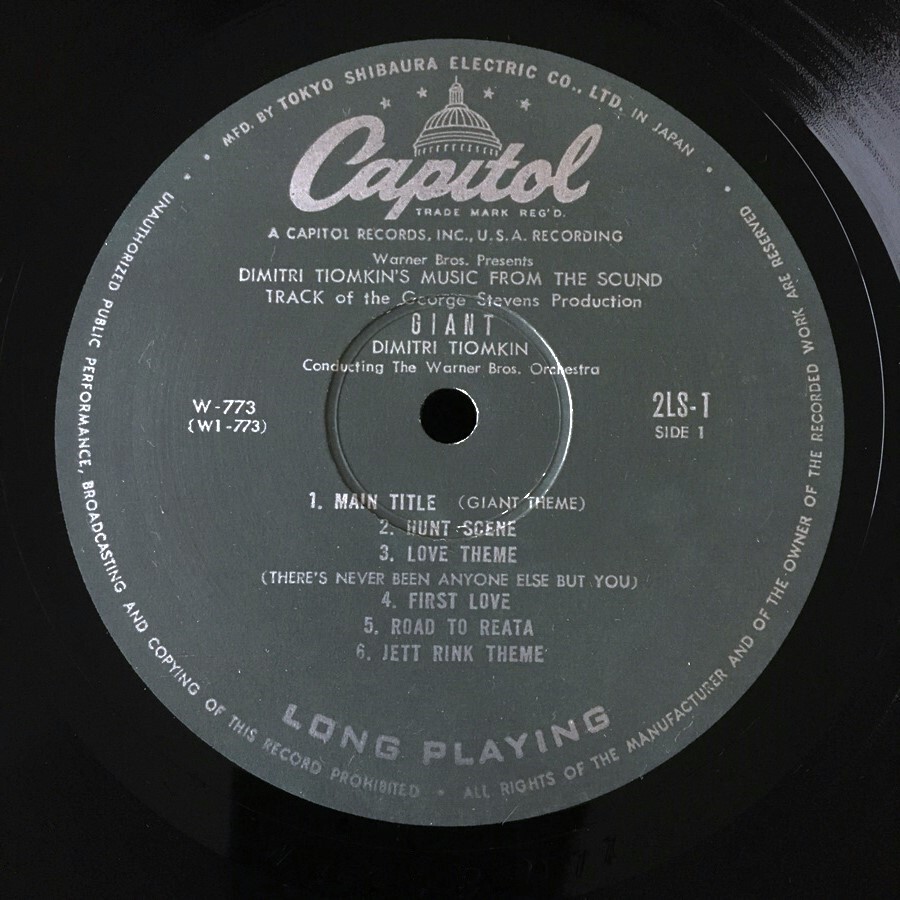 MFD. BY TOKYO SHIBAURA ELECTRIC CO., LTD. IN JAPAN
Capitol
TRADE MARK REG'D.
A CAPITOL RECORDS, INC., U.S.A. RECORDING
Warner Bros. Presents
DIMITRI TIOMKIN'S MUSIC FROM THE SOUND
TRACK of the George Stevens Production
GIANT
DIMITRI TIOMKIN
Conducting The Warner Bros. Orchestra
W-773
(W1-773)
2LS-T
SIDE 1
1. MAIN TITLE (GIANT THEME)
2. HUNT SCENE
3. LOVE THEME
(THERE'S NEVER BEEN ANYONE ELSE BUT YOU)
4. FIRST LOVE
5. ROAD TO REATA
6. JETT RINK THEME
LONG PLAYING
UNAUTHORIZED PUBLIC PERFORMANCE, BROADCASTING AND COPYING OF THIS RECORD PROHIBITED • ALL RIGHTS OF THE MANUFACTURER AND OF THE OWNER OF THE RECORDED WORK ARE RESERVED